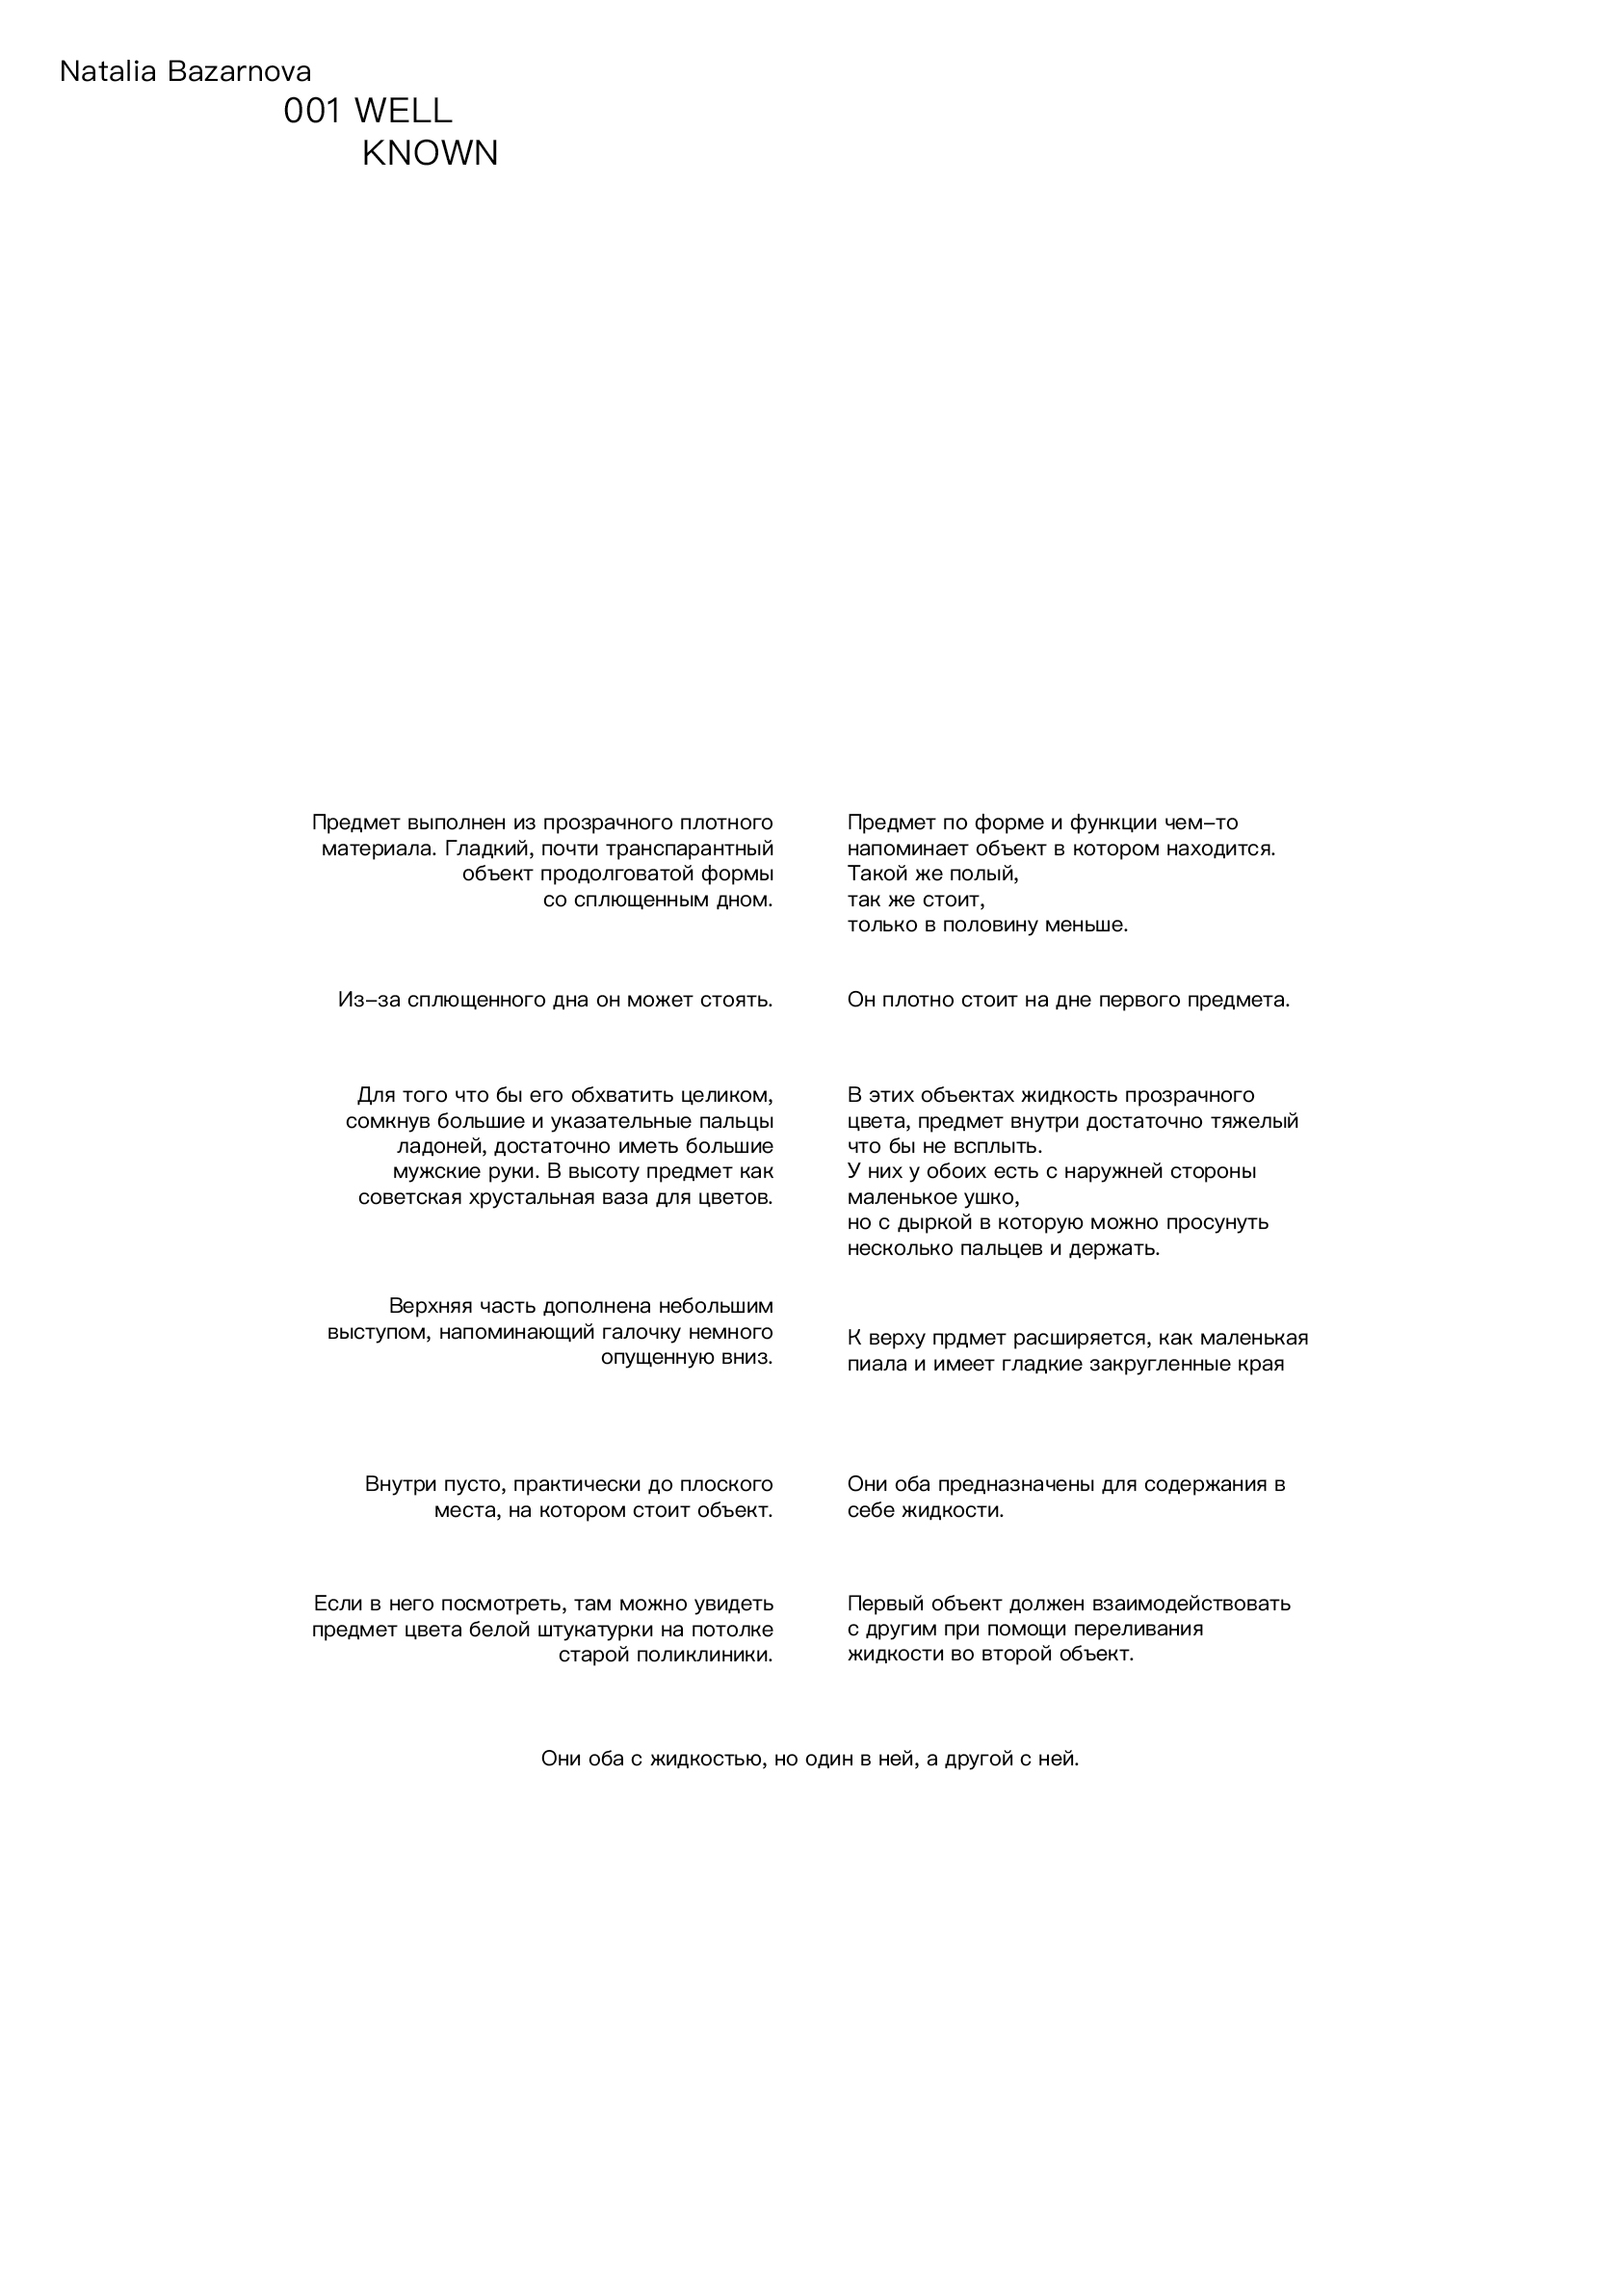 Natalia Bazarnova
001 WELL
KNOWN
Предмет выполнен из прозрачного плотного
материала. Гладкий, почти транспарантный
объект продолговатой формы
со сплющенным дном.
Из–за сплющенного дна он может стоять.
Для того что бы его обхватить целиком,
сомкнув большие и указательные пальцы
ладоней, достаточно иметь большие
мужские руки. В высоту предмет как
советская хрустальная ваза для цветов.
Верхняя часть дополнена небольшим
выступом, напоминающий галочку немного
опущенную вниз.
Внутри пусто, практически до плоского
места, на котором стоит объект.
Если в него посмотреть, там можно увидеть
предмет цвета белой штукатурки на потолке
старой поликлиники.
Предмет по форме и функции чем–то
напоминает объект в котором находится.
Такой же полый,
так же стоит,
только в половину меньше.
Он плотно стоит на дне первого предмета.
В этих объектах жидкость прозрачного
цвета, предмет внутри достаточно тяжелый
что бы не всплыть.
У них у обоих есть с наружней стороны
маленькое ушко,
но с дыркой в которую можно просунуть
несколько пальцев и держать.
К верху прдмет расширяется, как маленькая
пиала и имеет гладкие закругленные края
Они оба предназначены для содержания в
себе жидкости.
Первый объект должен взаимодействовать
с другим при помощи переливания
жидкости во второй объект.
Они оба с жидкостью, но один в ней, а другой с ней.